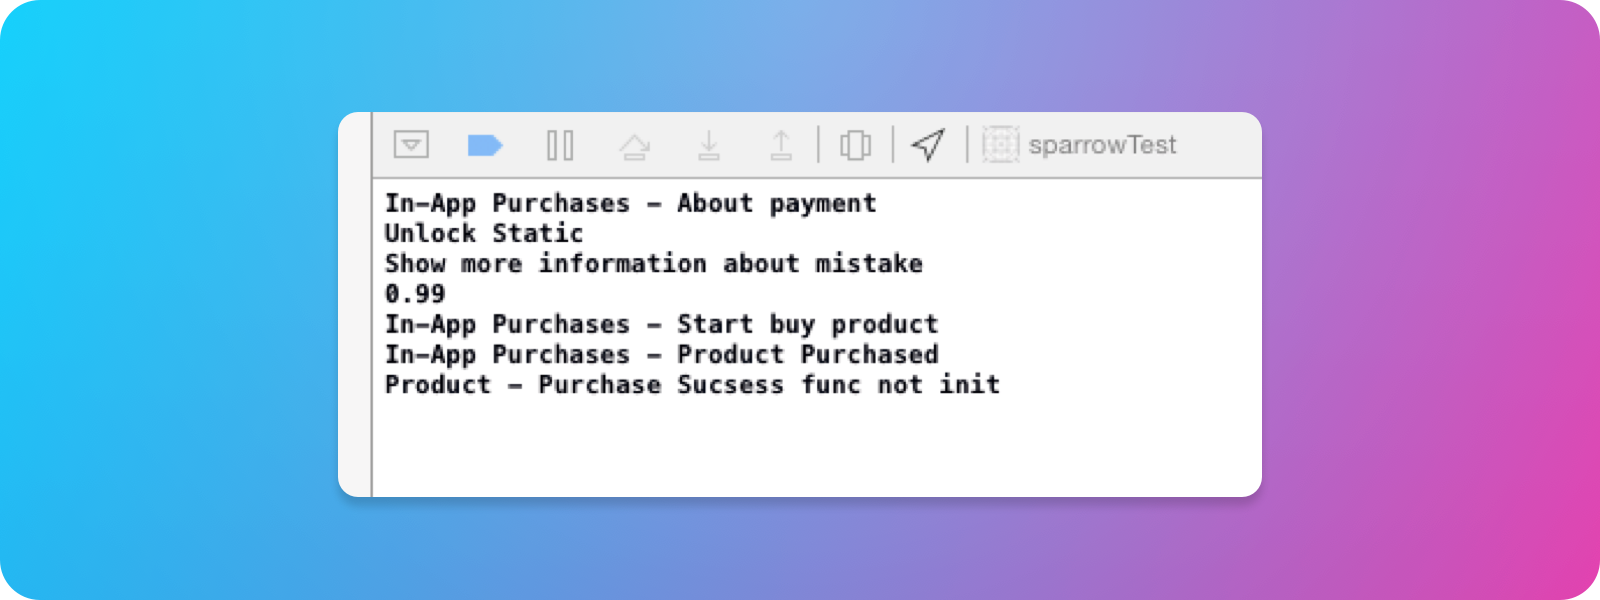 sparrowTest
In-App Purchases - About payment
Unlock Static
Show more information about mistake
0.99
In-App Purchases - Start buy product
In-App Purchases - Product Purchased
Product - Purchase Sucsess func not init